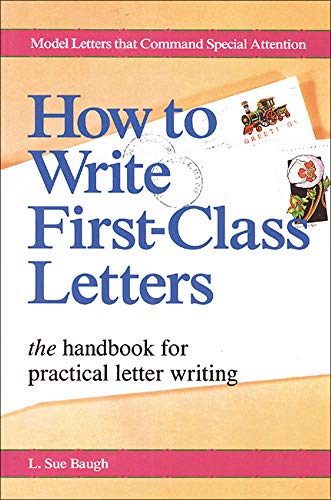 Model Letters that Command Special Attention
How to
Write
First-Class
Letters
GREETINGS
the handbook for
practical letter writing
L. Sue Baugh